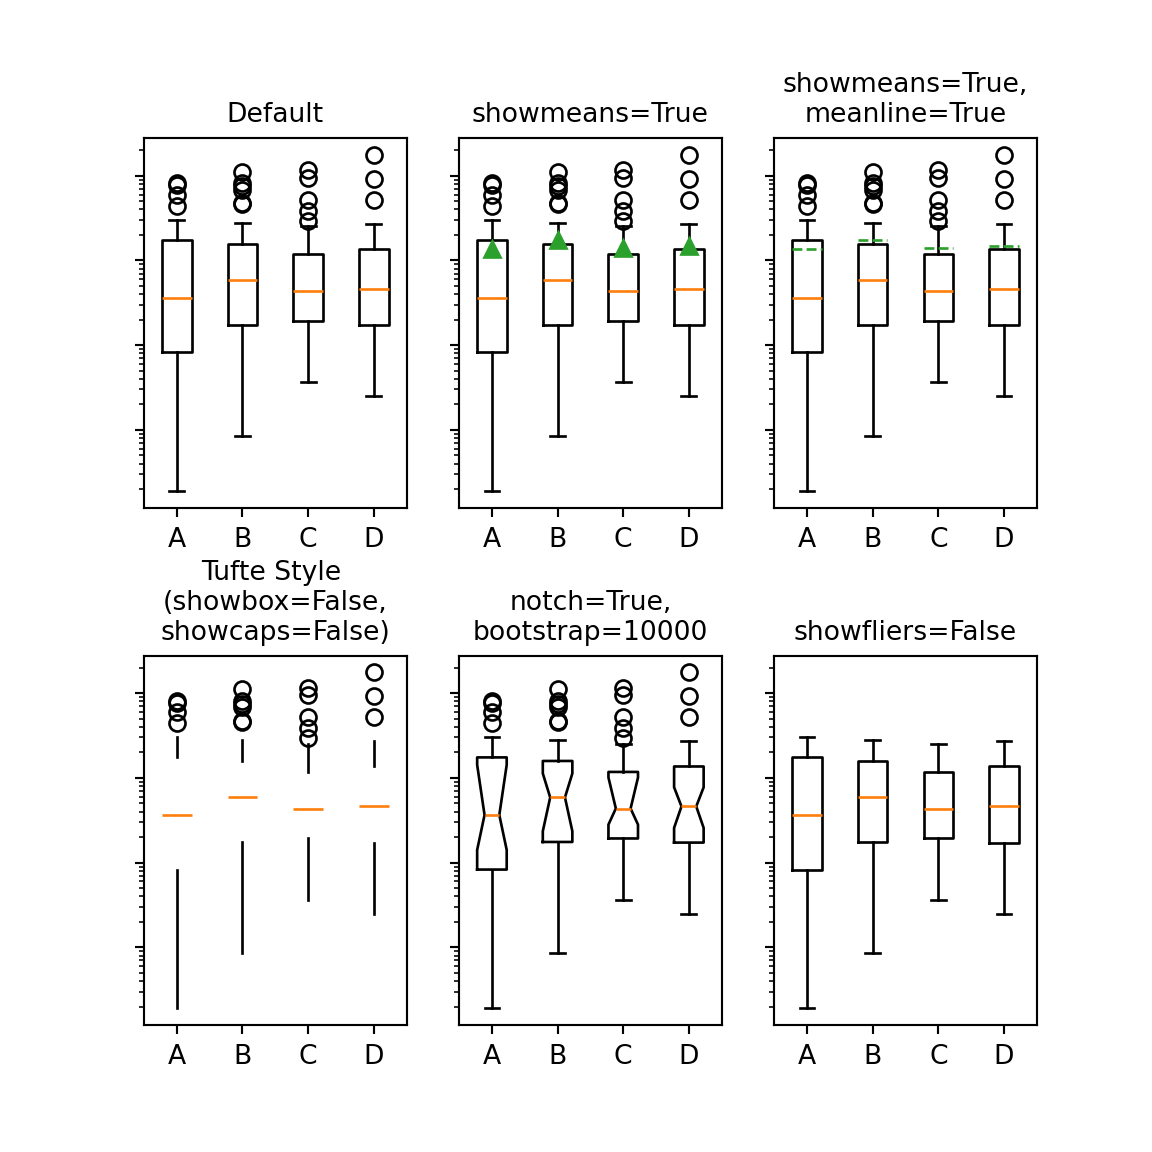 Default
showmeans=True
showmeans=True,
meanline=True
A B C D
A B C D
A B C D
Tufte Style
(showbox=False,
showcaps=False)
notch=True,
bootstrap=10000
showfliers=False
A B C D
A B C D
A B C D